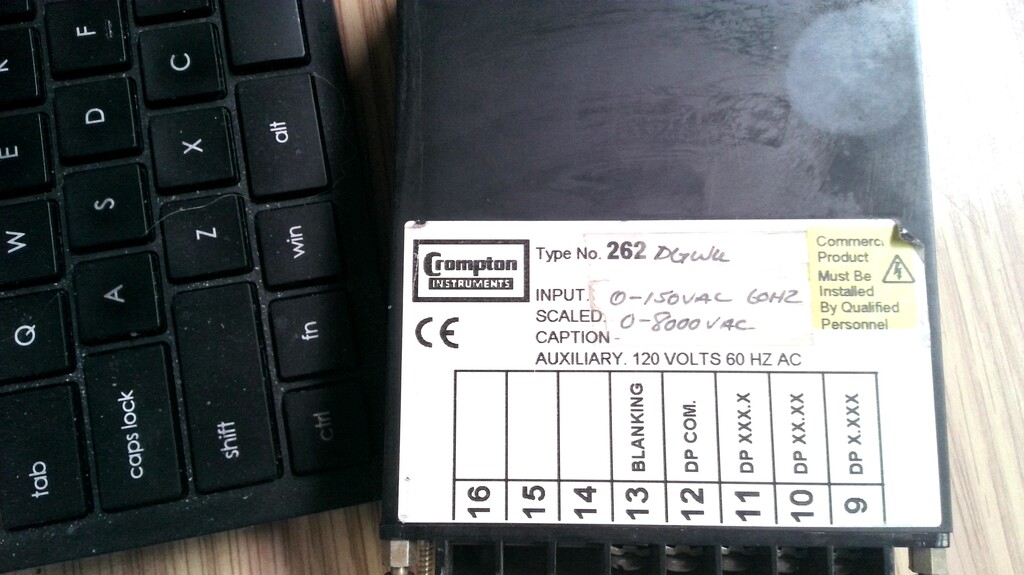 F
C
D
X
alt
E
S
Z
win
W
A
fn
Q
caps lock
shift
ctrl
tab
Crompton
INSTRUMENTS
CE
Type No. 262
INPUT. 0-150VAC 60HZ
SCALED. 0-8000VAC
CAPTION -
AUXILIARY. 120 VOLTS 60 HZ AC
Commerci
Product
Must Be
Installed
By Qualified
Personnel
BLANKING
DP COM.
DP XXX.X
DP XX.XX
DP X.XXX
16 15 14 13 12 11 10 9